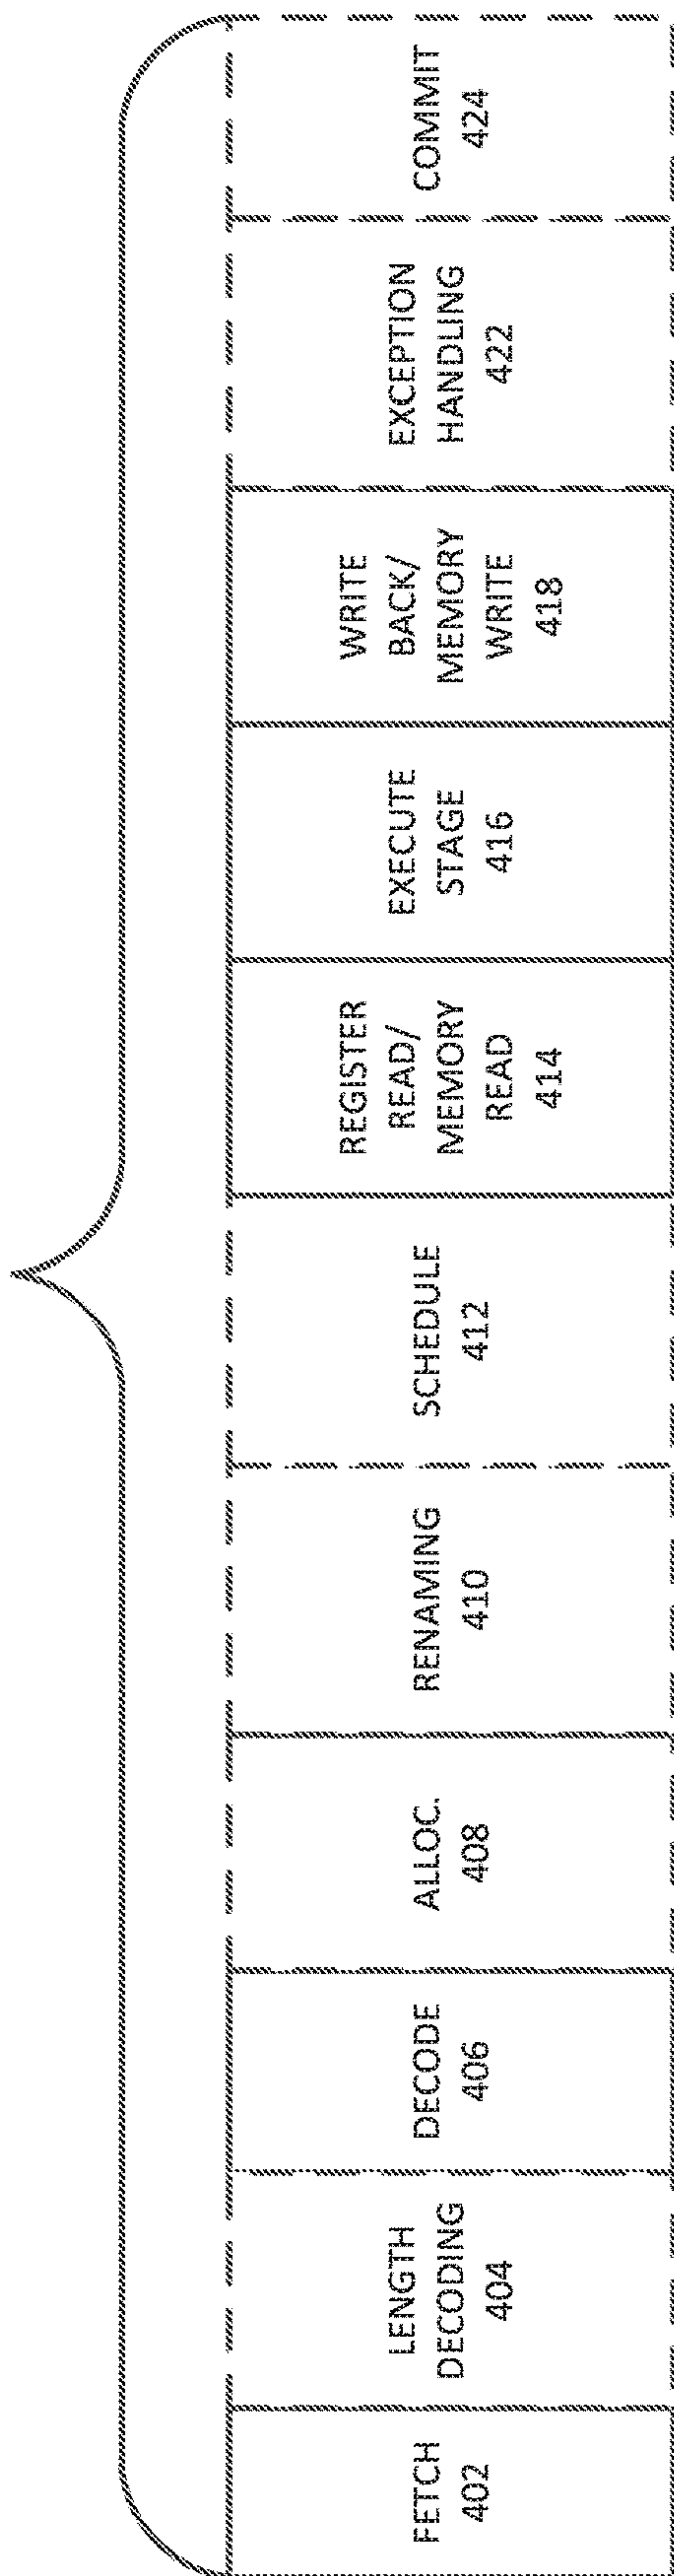 FETCH
402
LENGTH
DECODING
404
DECODE
406
ALLOC.
408
RENAMING
410
SCHEDULE
412
REGISTER
READ/
MEMORY
READ
414
EXECUTE
STAGE
416
WRITE
BACK/
MEMORY
WRITE
418
EXCEPTION
HANDLING
422
COMMIT
424